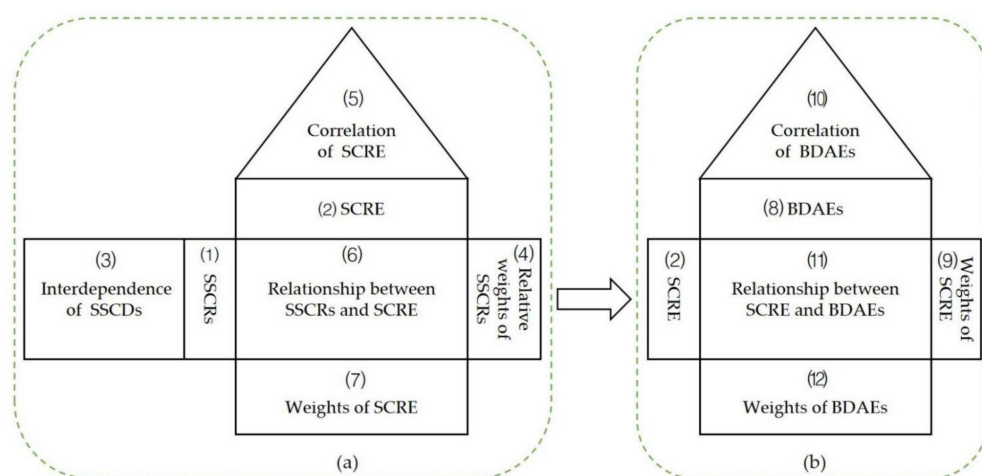 (5)
Correlation
of SCRE
(2) SCRE
(3)
Interdependence
of SSCDs
(1)
SSCRs
(6)
Relationship between
SSCRs and SCRE
(4)
Relative
weights of
SSCRs
(7)
Weights of SCRE
(a)
(10)
Correlation
of BDAEs
(8) BDAEs
(2)
SCRE
(11)
Relationship between
SCRE and BDAEs
(9)
Weights of
SCRE
(12)
Weights of BDAEs
(b)